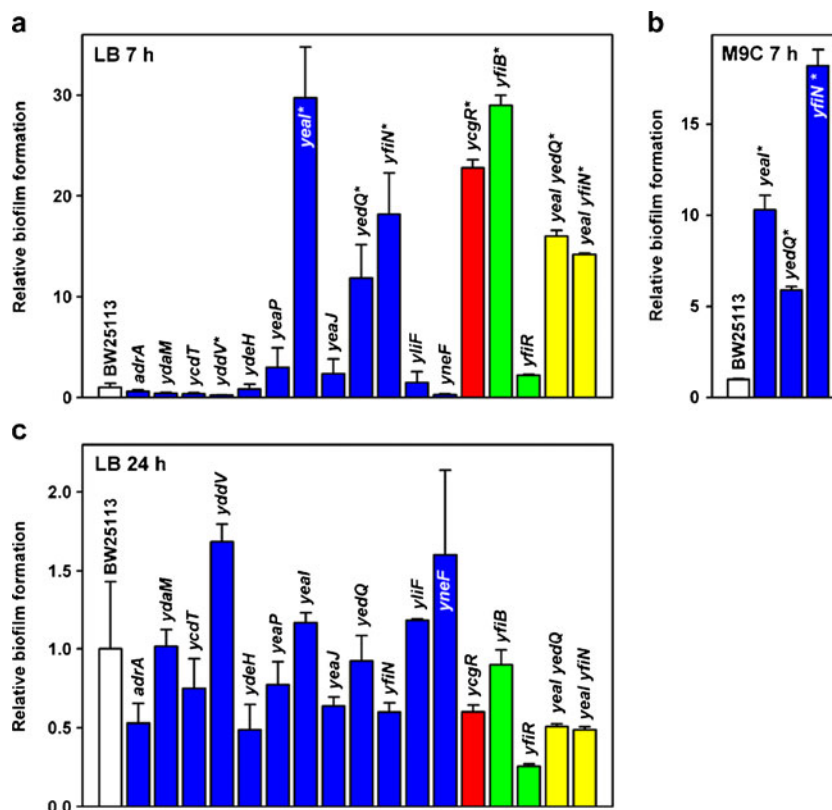 a
LB 7 h
Relative biofilm formation
30
20
10
0
BW25113
adrA
ydaM
ycdT
yddV*
ydeH
yeaP
yeaI*
yeaJ
yedQ*
yfiN*
yliF
yneF
ycgR*
yfiB*
yfiR
yeaI yedQ*
yeaI yfiN*
b
M9C 7 h
Relative biofilm formation
15
10
5
0
BW25113
yeaI*
yedQ*
yfiN *
c
LB 24 h
Relative biofilm formation
2.0
1.5
1.0
0.5
0.0
BW25113
adrA
ydaM
ycdT
yddV
ydeH
yeaP
yeaI
yeaJ
yedQ
yfiN
yliF
yneF
ycgR
yfiB
yfiR
yeaI yedQ
yeaI yfiN